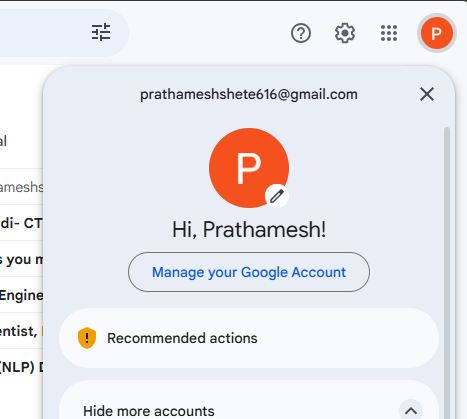 P
prathameshshete616@gmail.com
al
P
ameshs
Hi, Prathamesh!
di- CT
s you m
Manage your Google Account
Engine
Recommended actions
entist,
(NLP) D
Hide more accounts